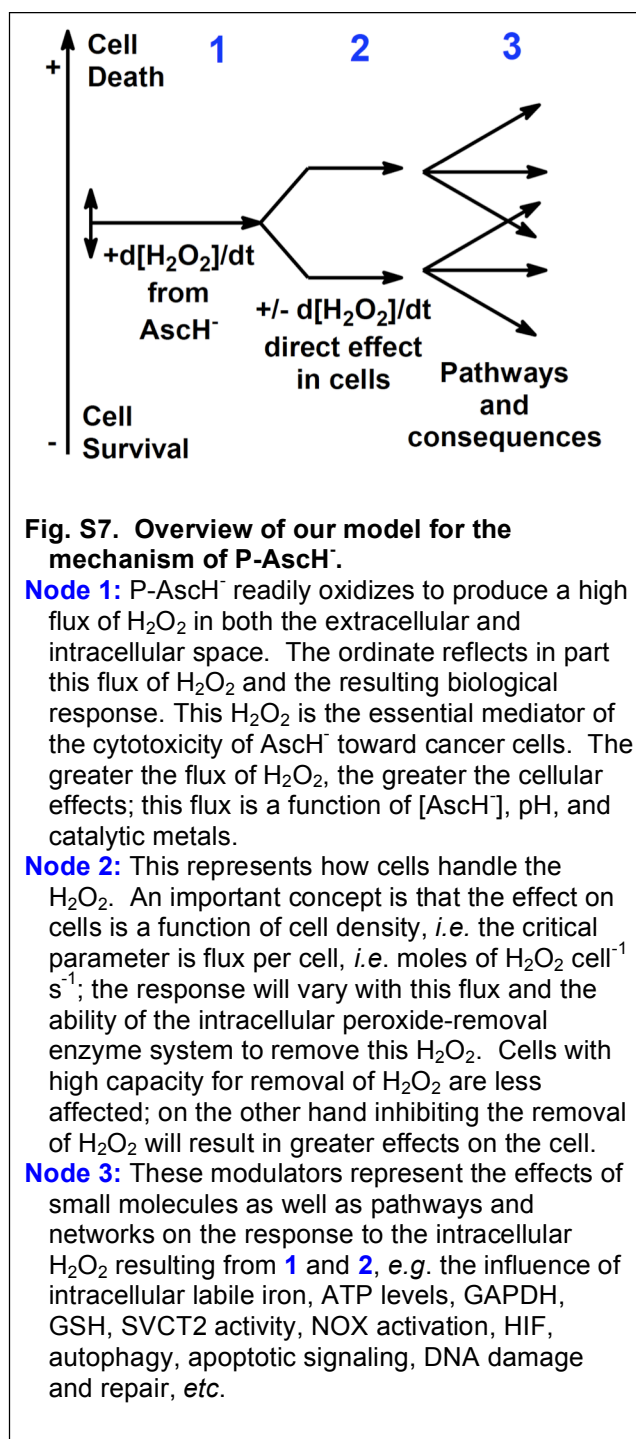 Cell
Death
+
1
2
3
+d[H₂O₂]/dt
from
AscH⁻
+/- d[H₂O₂]/dt
direct effect
in cells
Pathways
and
consequences
Cell
Survival
-
Fig. S7. Overview of our model for the
mechanism of P-AscH⁻.
Node 1: P-AscH⁻ readily oxidizes to produce a high
flux of H₂O₂ in both the extracellular and
intracellular space. The ordinate reflects in part
this flux of H₂O₂ and the resulting biological
response. This H₂O₂ is the essential mediator of
the cytotoxicity of AscH⁻ toward cancer cells. The
greater the flux of H₂O₂, the greater the cellular
effects; this flux is a function of [AscH⁻], pH, and
catalytic metals.
Node 2: This represents how cells handle the
H₂O₂. An important concept is that the effect on
cells is a function of cell density, i.e. the critical
parameter is flux per cell, i.e. moles of H₂O₂ cell⁻¹
s⁻¹; the response will vary with this flux and the
ability of the intracellular peroxide-removal
enzyme system to remove this H₂O₂. Cells with
high capacity for removal of H₂O₂ are less
affected; on the other hand inhibiting the removal
of H₂O₂ will result in greater effects on the cell.
Node 3: These modulators represent the effects of
small molecules as well as pathways and
networks on the response to the intracellular
H₂O₂ resulting from 1 and 2, e.g. the influence of
intracellular labile iron, ATP levels, GAPDH,
GSH, SVCT2 activity, NOX activation, HIF,
autophagy, apoptotic signaling, DNA damage
and repair, etc.